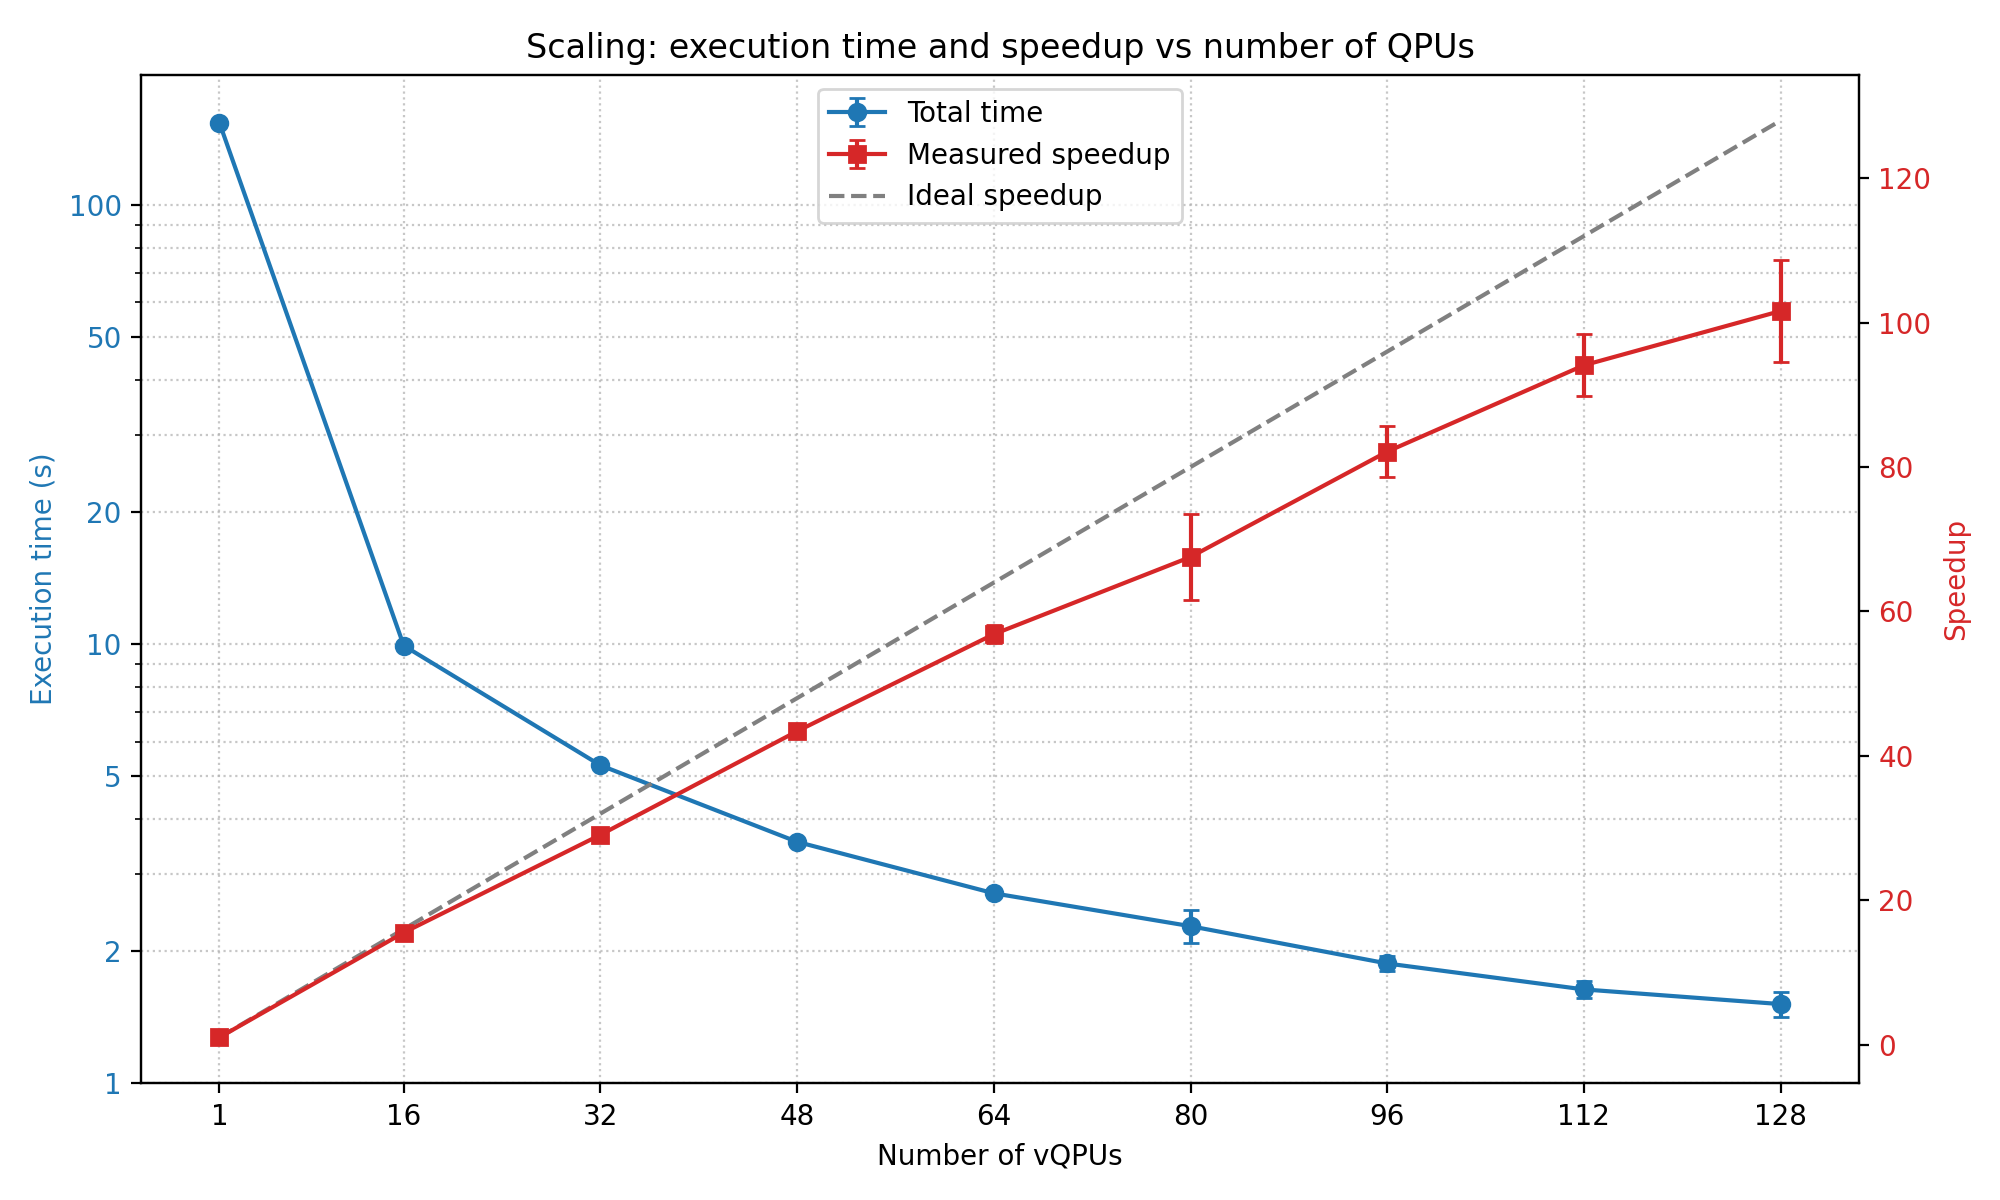 Scaling: execution time and speedup vs number of QPUs
Total time
Measured speedup
Ideal speedup
Execution time (s)
100
50
20
10
5
2
1
120
100
80
60
40
20
0
Speedup
1 16 32 48 64 80 96 112 128
Number of vQPUs